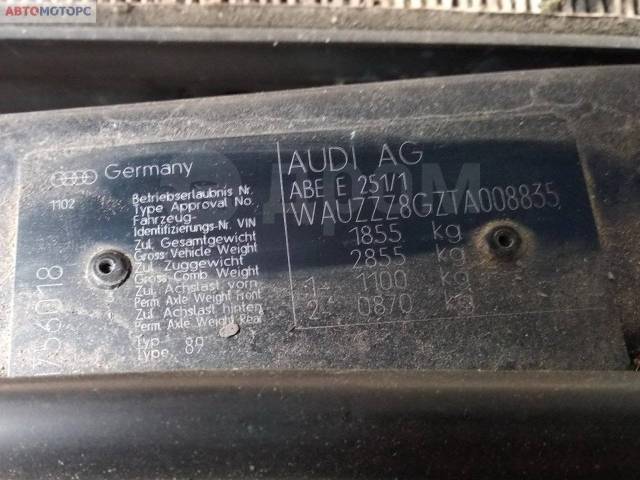 АВТОМОТОРС
Germany
1102
AUDI AG
ABE E 251/1
WAUZZZ8GZTA008835
1855 kg
2855 kg
1- 1100 kg
2- 0870 kg
Betriebserlaubnis Nr.
Type Approval No.
Fahrzeug-
Identifizierungs-Nr. VIN
Zul. Gesamtgewicht
Gross Vehicle Weight
Zul. Zuggewicht
Gross Comb Weight
Zul. Achslast vorn
Perm. Axle Weight Front
Zul. Achslast hinten
Perm. Axle Weight Rear
Typ
Type 89